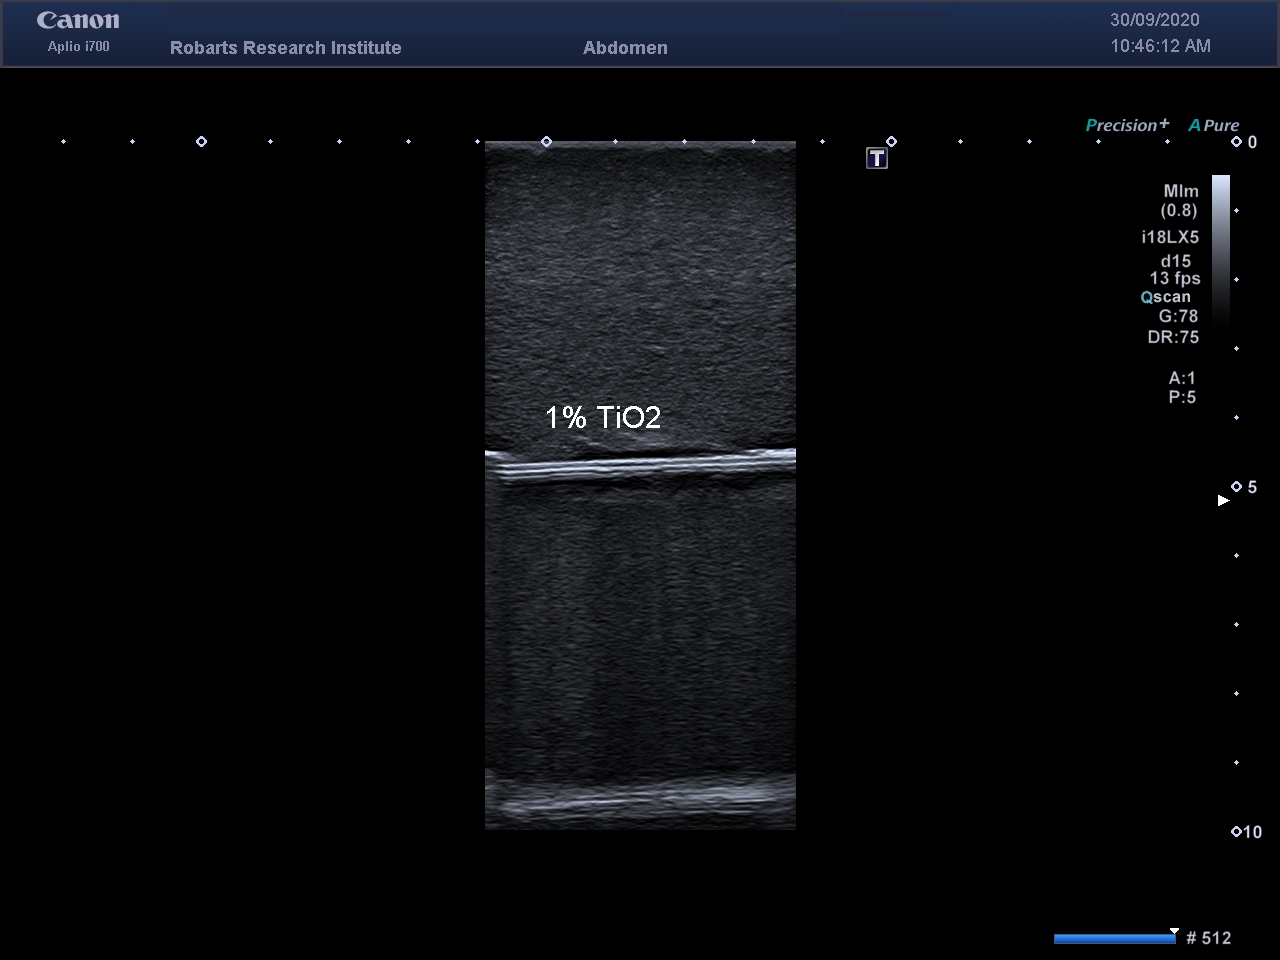 Canon
Aplio i700
Robarts Research Institute
Abdomen
30/09/2020
10:46:12 AM
Precision+ APure
T
0
MIm
(0.8)
i18LX5
d15
13 fps
Qscan
G:78
DR:75
A:1
P:5
1% TiO2
5
10
# 512